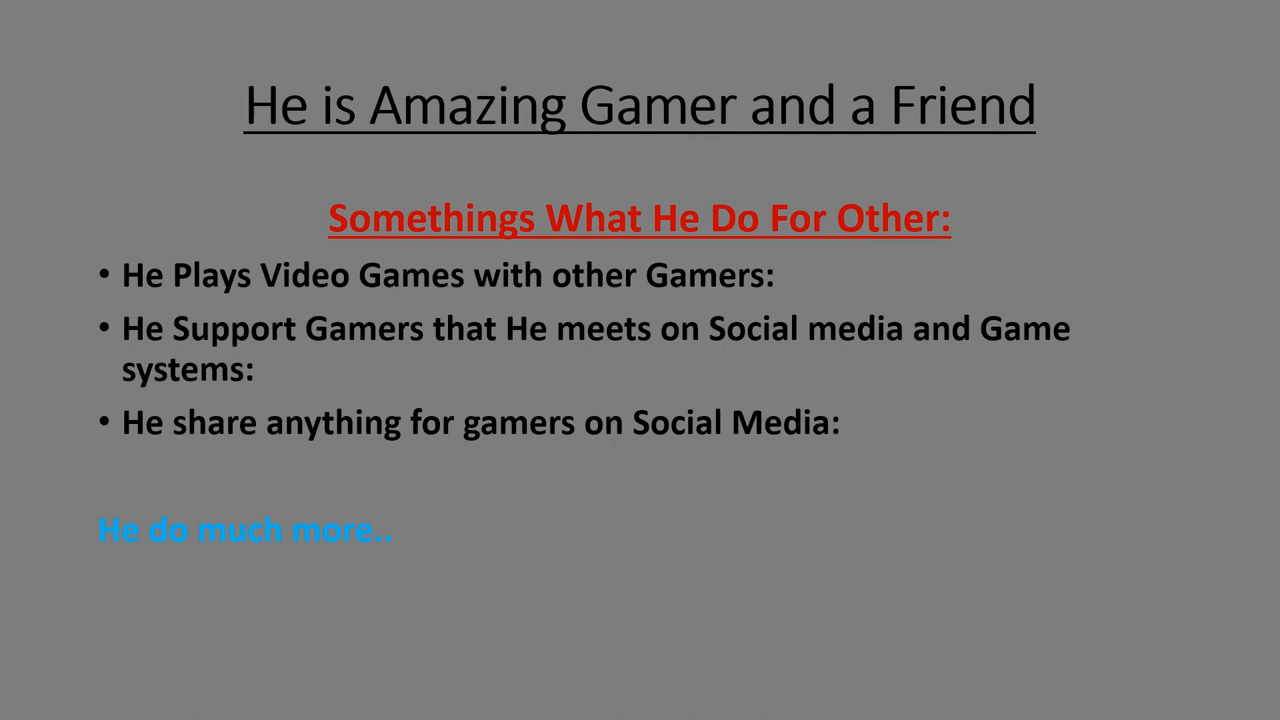 He is Amazing Gamer and a Friend
Somethings What He Do For Other:
• He Plays Video Games with other Gamers:
• He Support Gamers that He meets on Social media and Game
systems:
• He share anything for gamers on Social Media:
He do much more..